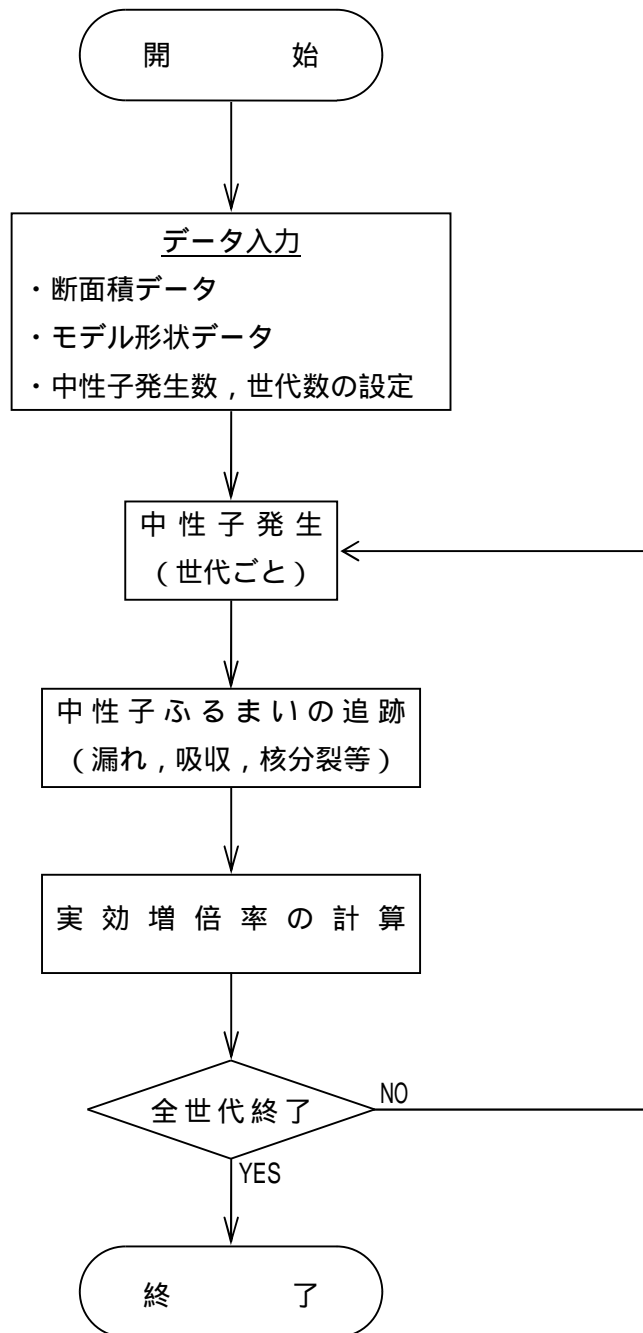 開　　　始
データ入力
・断面積データ
・モデル形状データ
・中性子発生数，世代数の設定
中性子発生
（世代ごと）
中性子ふるまいの追跡
（漏れ，吸収，核分裂等）
実効増倍率の計算
全世代終了
NO
YES
終　　　了